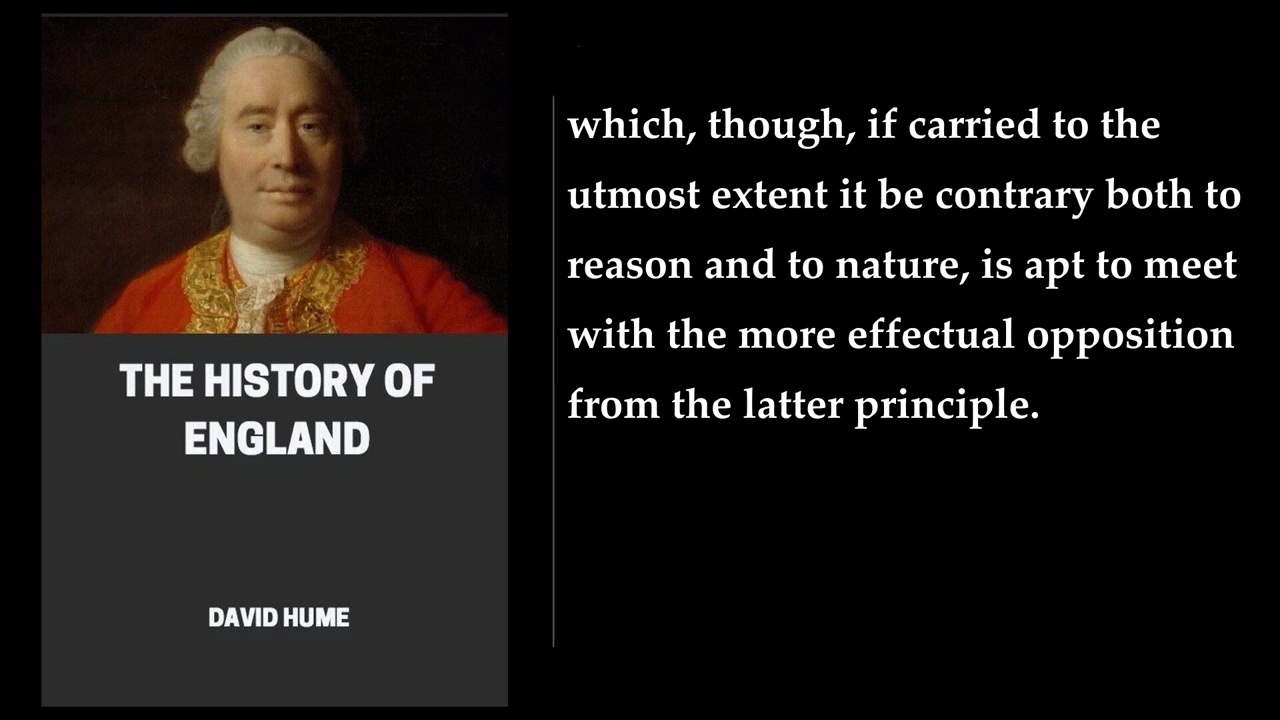 THE HISTORY OF
ENGLAND
DAVID HUME
which, though, if carried to the
utmost extent it be contrary both to
reason and to nature, is apt to meet
with the more effectual opposition
from the latter principle.